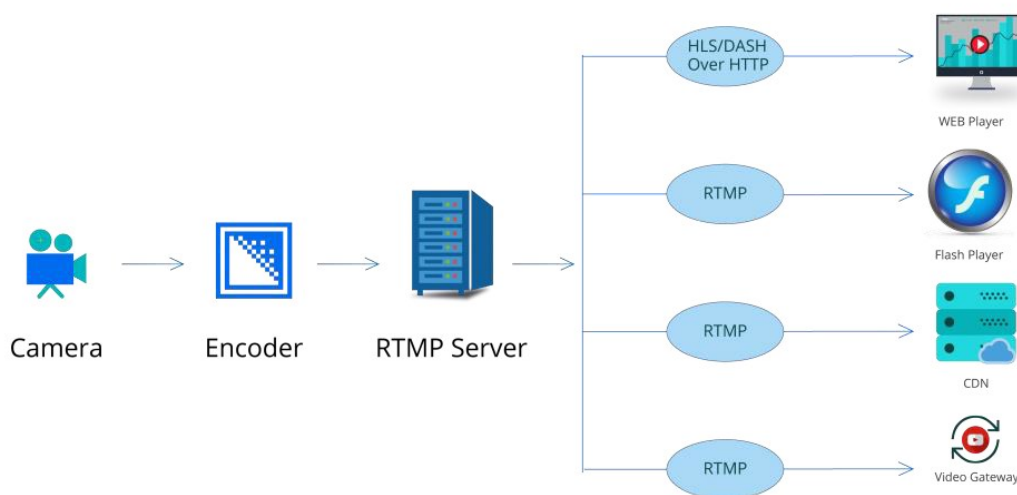 HLS/DASH
Over HTTP
WEB Player
RTMP
Flash Player
Camera
Encoder
RTMP Server
RTMP
CDN
RTMP
Video Gateway